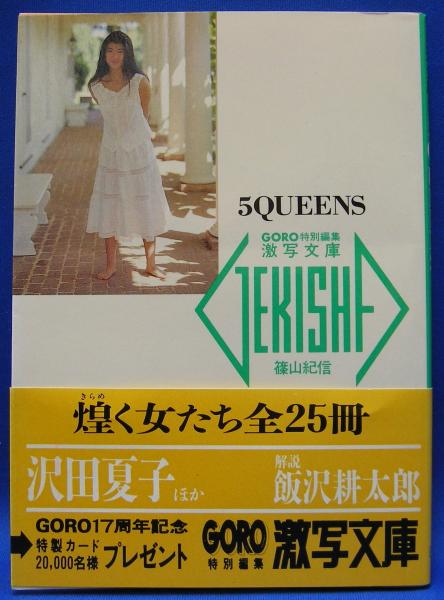 5QUEENS
GORO特別編集
激写文庫
GEKISHA
篠山紀信
きらめ
煌く女たち全25冊
沢田夏子ほか
解説
飯沢耕太郎
GORO17周年記念
特製カード
20,000名様
プレゼント
GORO
特別編集
激写文庫